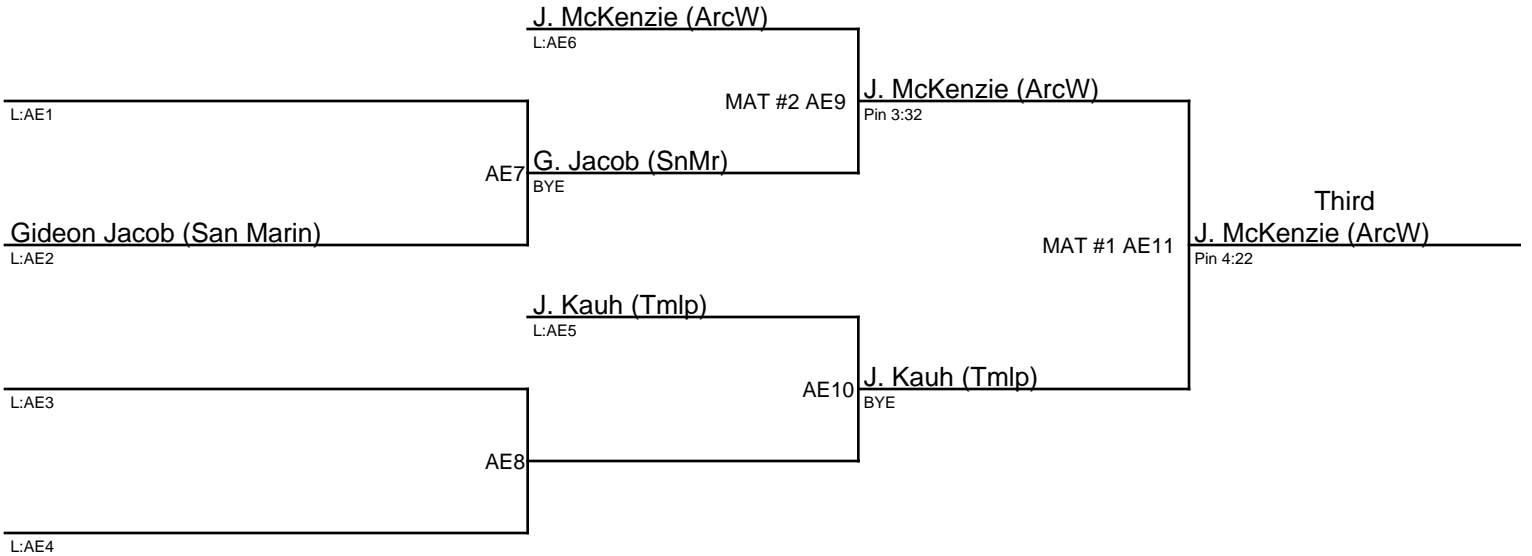 J. McKenzie (ArcW)
L:AE6
L:AE1
MAT #2 AE9
J. McKenzie (ArcW)
Pin 3:32
AE7
G. Jacob (SnMr)
BYE
Gideon Jacob (San Marin)
L:AE2
MAT #1 AE11
Third
J. McKenzie (ArcW)
Pin 4:22
J. Kauh (Tmlp)
L:AE5
L:AE3
AE10
J. Kauh (Tmlp)
BYE
AE8
L:AE4